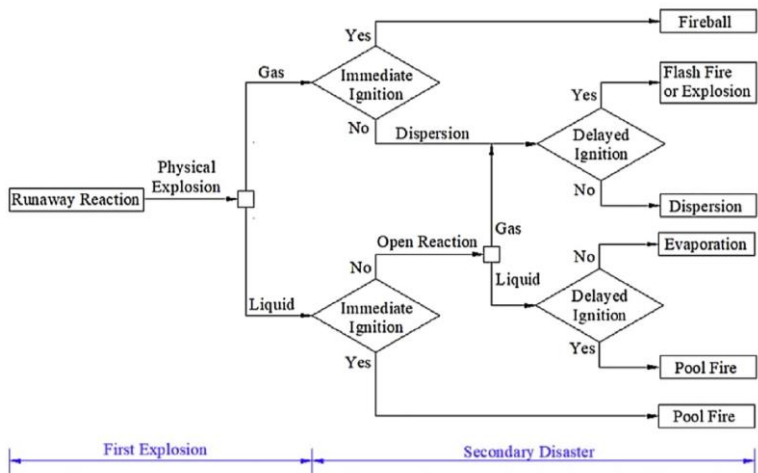 Fireball
Yes
Gas
Immediate
Ignition
Flash Fire
or Explosion
Yes
No
Dispersion
Delayed
Ignition
Physical
Explosion
Runaway Reaction
No
Dispersion
Gas
Open Reaction
No
Evaporation
No
Liquid
Liquid
Immediate
Ignition
Delayed
Ignition
Yes
Yes
Pool Fire
Pool Fire
First Explosion
Secondary Disaster